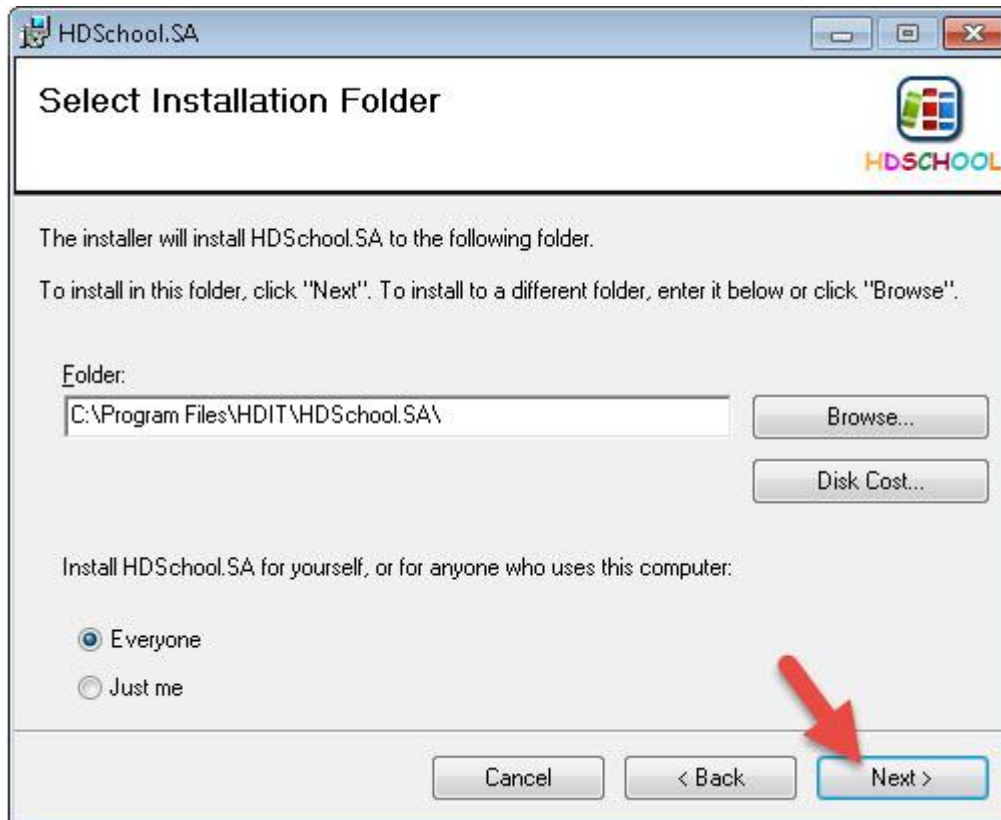 HDSchool.SA
Select Installation Folder
HDSCHOOL
The installer will install HDSchool.SA to the following folder.
To install in this folder, click "Next". To install to a different folder, enter it below or click "Browse".
Folder:
C:\Program Files\HDIT\HDSchool.SA\
Browse...
Disk Cost...
Install HDSchool.SA for yourself, or for anyone who uses this computer:
Everyone
Just me
Cancel
< Back
Next >